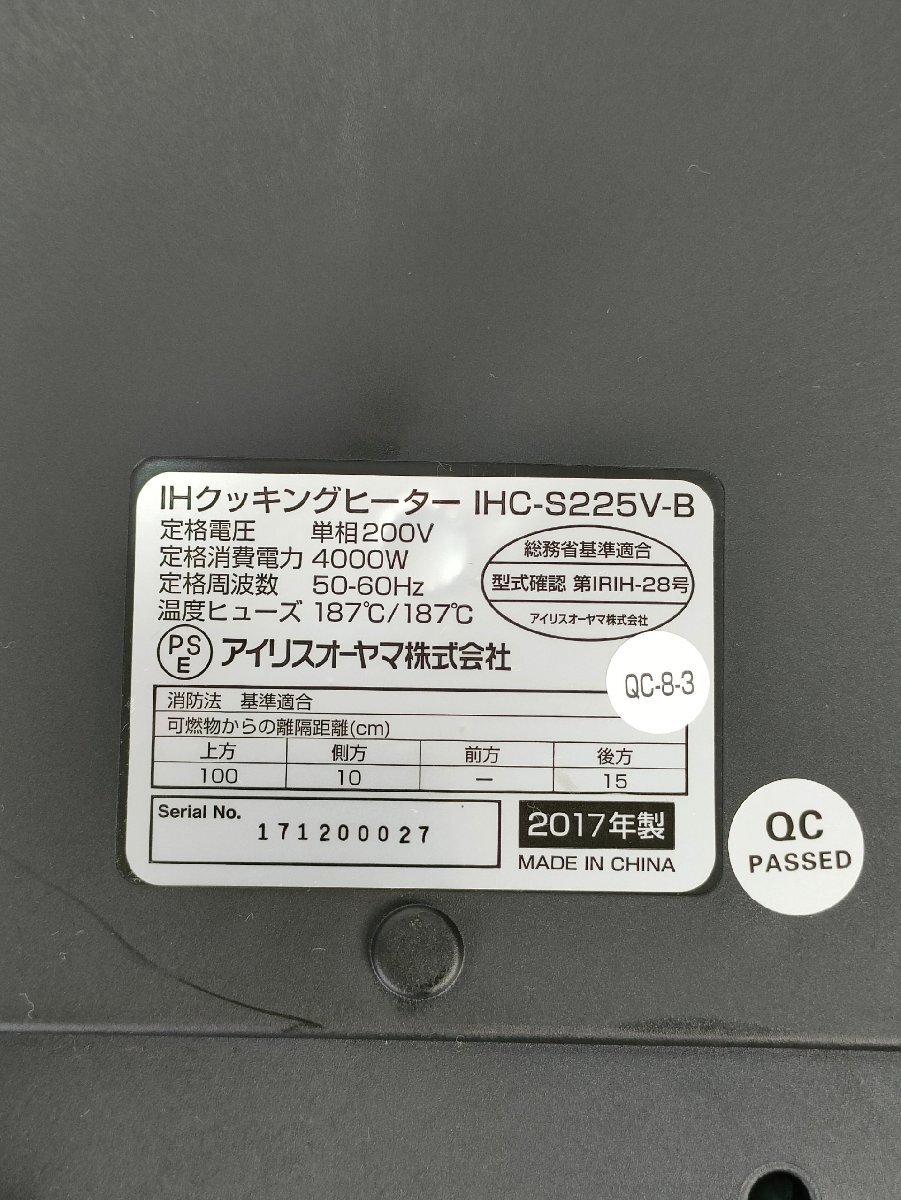 IHクッキングヒーター IHC-S225V-B
定格電圧 単相200V
定格消費電力 4000W
定格周波数 50-60Hz
温度ヒューズ 187℃/187℃
総務省基準適合
型式確認 第IRIH-28号
アイリスオーヤマ株式会社
PS
E
アイリスオーヤマ株式会社
QC-8-3
消防法 基準適合
可燃物からの離隔距離(cm)
上方 側方 前方 後方
100 10 ー 15
Serial No.
171200027
2017年製
MADE IN CHINA
QC
PASSED